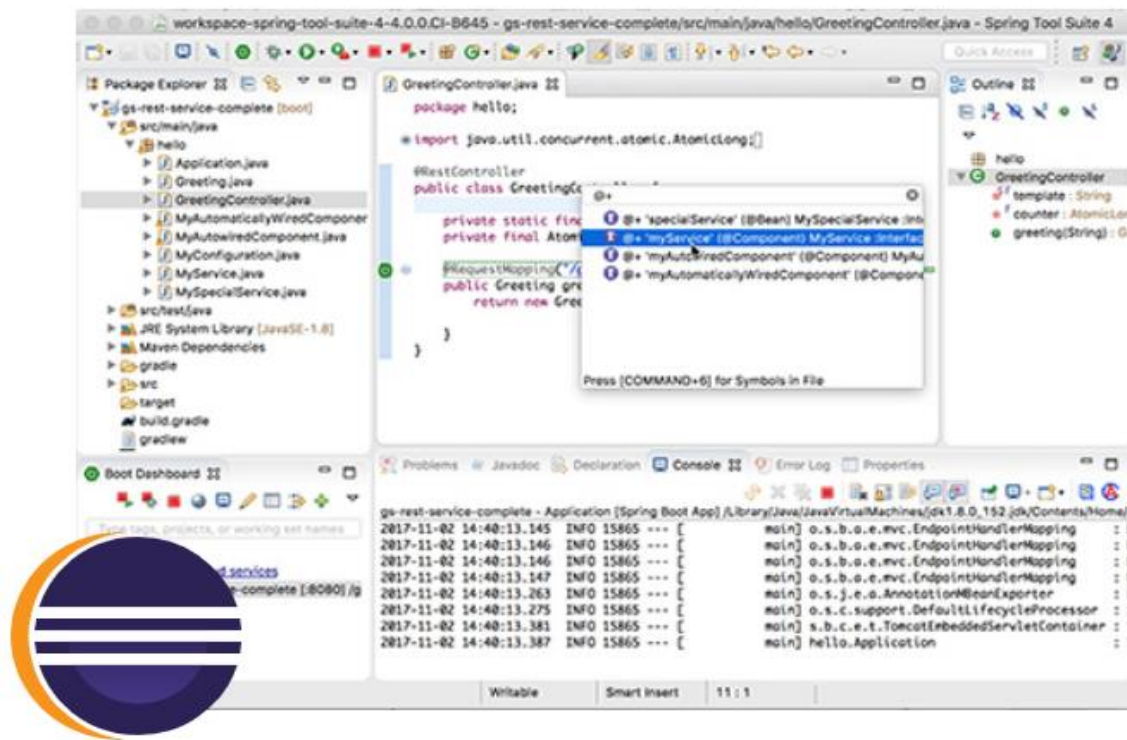 workspace-spring-tool-suite-4-4.0.0.CI-B645 - gs-rest-service-complete/src/main/java/hello/GreetingController.java - Spring Tool Suite 4
Quick Access
Package Explorer
gs-rest-service-complete [boot]
src/main/java
hello
Application.java
Greeting.java
GreetingController.java
MyAutomaticallyWiredComponer
MyAutowiredComponent.java
MyConfiguration.java
MyService.java
MySpecialService.java
src/test/java
JRE System Library [JavaSE-1.8]
Maven Dependencies
gradle
src
target
build.gradle
gradlew
GreetingController.java
package hello;
import java.util.concurrent.atomic.AtomicLong;
@RestController
public class GreetingC
private static fina
private final Atom
@RequestMapping("/g
public Greeting gre
return new Gree
}
}
@+
@+ 'specialService' (@Bean) MySpecialService :Int
@+ 'myService' (@Component) MyService :Interfac
@+ 'myAutowiredComponent' (@Component) MyAu
@+ 'myAutomaticallyWiredComponent' (@Compone
Press [COMMAND+6] for Symbols in File
Outline
hello
GreetingController
template : String
counter : AtomicLon
greeting(String) : G
Boot Dashboard
Type tags, projects, or working set names
d services
e-complete [:8080] /g
Problems Javadoc Declaration Console Error Log Properties
gs-rest-service-complete - Application [Spring Boot App] /Library/Java/JavaVirtualMachines/jdk1.8.0_152.jdk/Contents/Home/
2017-11-02 14:40:13.145 INFO 15865 --- [ main] o.s.b.a.e.mvc.EndpointHandlerMapping :
2017-11-02 14:40:13.146 INFO 15865 --- [ main] o.s.b.a.e.mvc.EndpointHandlerMapping :
2017-11-02 14:40:13.146 INFO 15865 --- [ main] o.s.b.a.e.mvc.EndpointHandlerMapping :
2017-11-02 14:40:13.147 INFO 15865 --- [ main] o.s.b.a.e.mvc.EndpointHandlerMapping :
2017-11-02 14:40:13.263 INFO 15865 --- [ main] o.s.j.e.a.AnnotationMBeanExporter :
2017-11-02 14:40:13.275 INFO 15865 --- [ main] o.s.c.support.DefaultLifecycleProcessor :
2017-11-02 14:40:13.381 INFO 15865 --- [ main] s.b.c.e.t.TomcatEmbeddedServletContainer :
2017-11-02 14:40:13.387 INFO 15865 --- [ main] hello.Application :
Writable Smart Insert 11 : 1